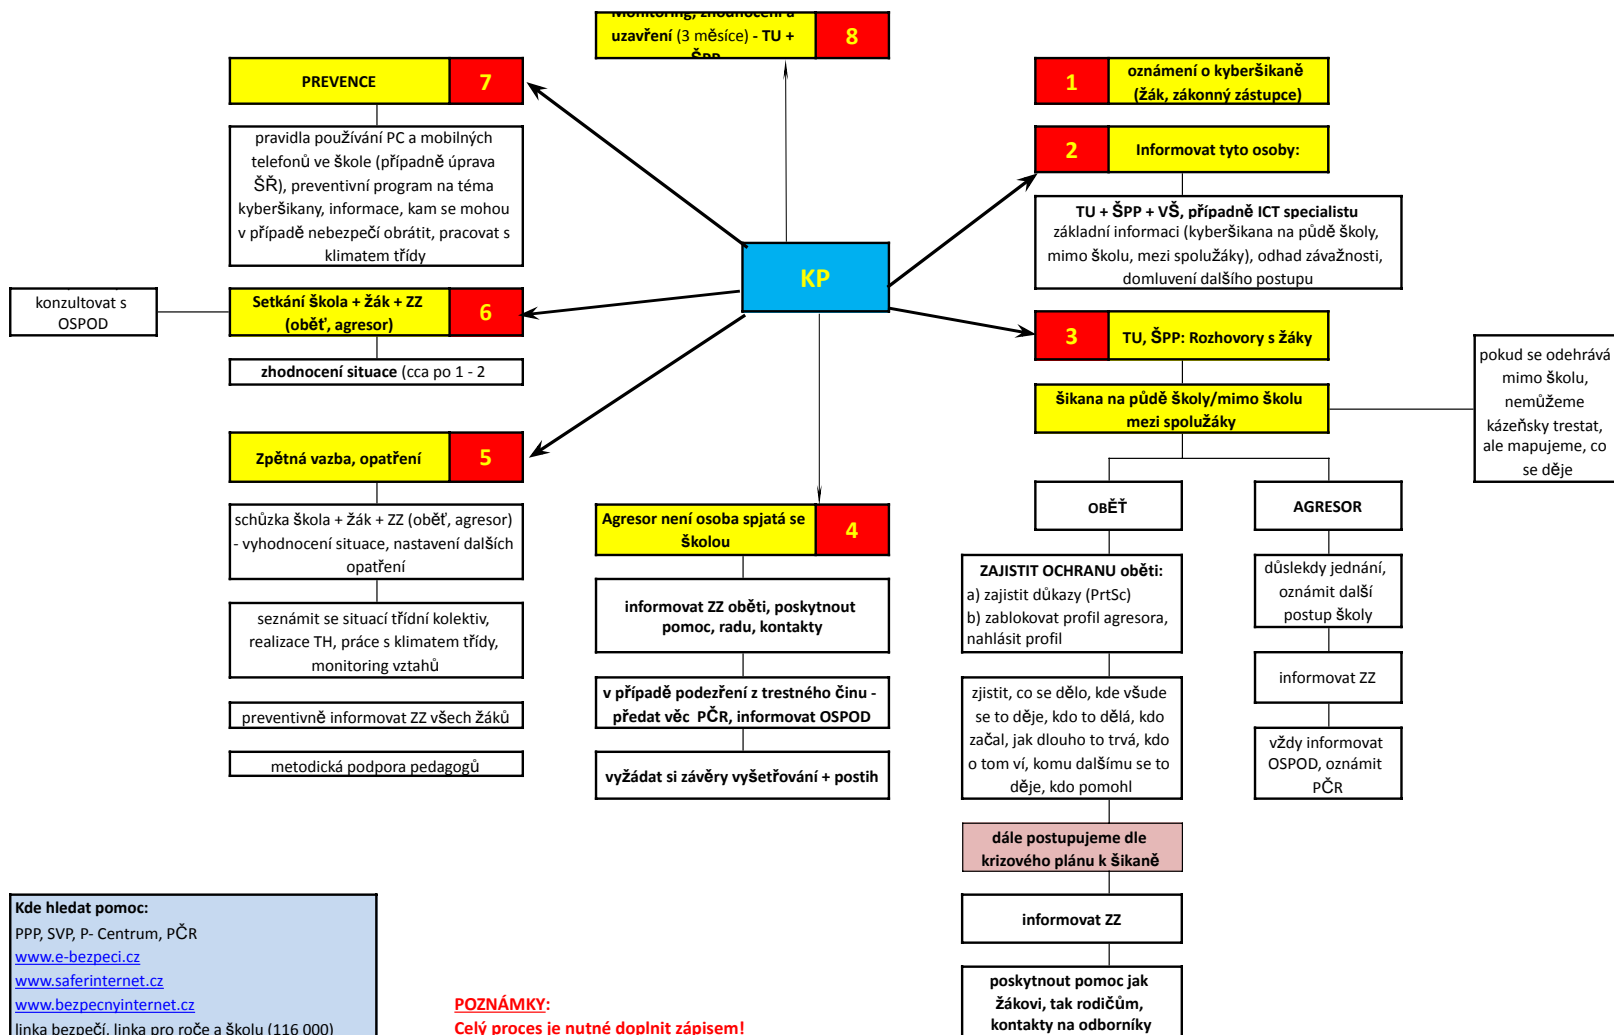 Monitoring, zhodnocení a
uzavření (3 měsíce) - TU +
ŠPP
8
PREVENCE
7
pravidla používání PC a mobilných
telefonů ve škole (případně úprava
ŠŘ), preventivní program na téma
kyberšikany, informace, kam se mohou
v případě nebezpečí obrátit, pracovat s
klimatem třídy
1
oznámení o kyberšikaně
(žák, zákonný zástupce)
2
Informovat tyto osoby:
TU + ŠPP + VŠ, případně ICT specialistu
základní informaci (kyberšikana na půdě školy,
mimo školu, mezi spolužáky), odhad závažnosti,
domluvení dalšího postupu
KP
konzultovat s
OSPOD
Setkání škola + žák + ZZ
(oběť, agresor)
6
zhodnocení situace (cca po 1 - 2
3
TU, ŠPP: Rozhovory s žáky
šikana na půdě školy/mimo školu
mezi spolužáky
pokud se odehrává
mimo školu,
nemůžeme
kázeňsky trestat,
ale mapujeme, co
se děje
Zpětná vazba, opatření
5
schůzka škola + žák + ZZ (oběť, agresor)
- vyhodnocení situace, nastavení dalších
opatření
seznámit se situací třídní kolektiv,
realizace TH, práce s klimatem třídy,
monitoring vztahů
preventivně informovat ZZ všech žáků
metodická podpora pedagogů
Agresor není osoba spjatá se
školou
4
informovat ZZ oběti, poskytnout
pomoc, radu, kontakty
v případě podezření z trestného činu -
předat věc PČR, informovat OSPOD
vyžádat si závěry vyšetřování + postih
OBĚŤ
ZAJISTIT OCHRANU oběti:
a) zajistit důkazy (PrtSc)
b) zablokovat profil agresora,
nahlásit profil
zjistit, co se dělo, kde všude
se to děje, kdo to dělá, kdo
začal, jak dlouho to trvá, kdo
o tom ví, komu dalšímu se to
děje, kdo pomohl
dále postupujeme dle
krizového plánu k šikaně
informovat ZZ
poskytnout pomoc jak
žákovi, tak rodičům,
kontakty na odborníky
AGRESOR
důslekdy jednání,
oznámit další
postup školy
informovat ZZ
vždy informovat
OSPOD, oznámit
PČR
Kde hledat pomoc:
PPP, SVP, P- Centrum, PČR
www.e-bezpeci.cz
www.saferinternet.cz
www.bezpecnyinternet.cz
linka bezpečí, linka pro roče a školu (116 000)
POZNÁMKY:
Celý proces je nutné doplnit zápisem!